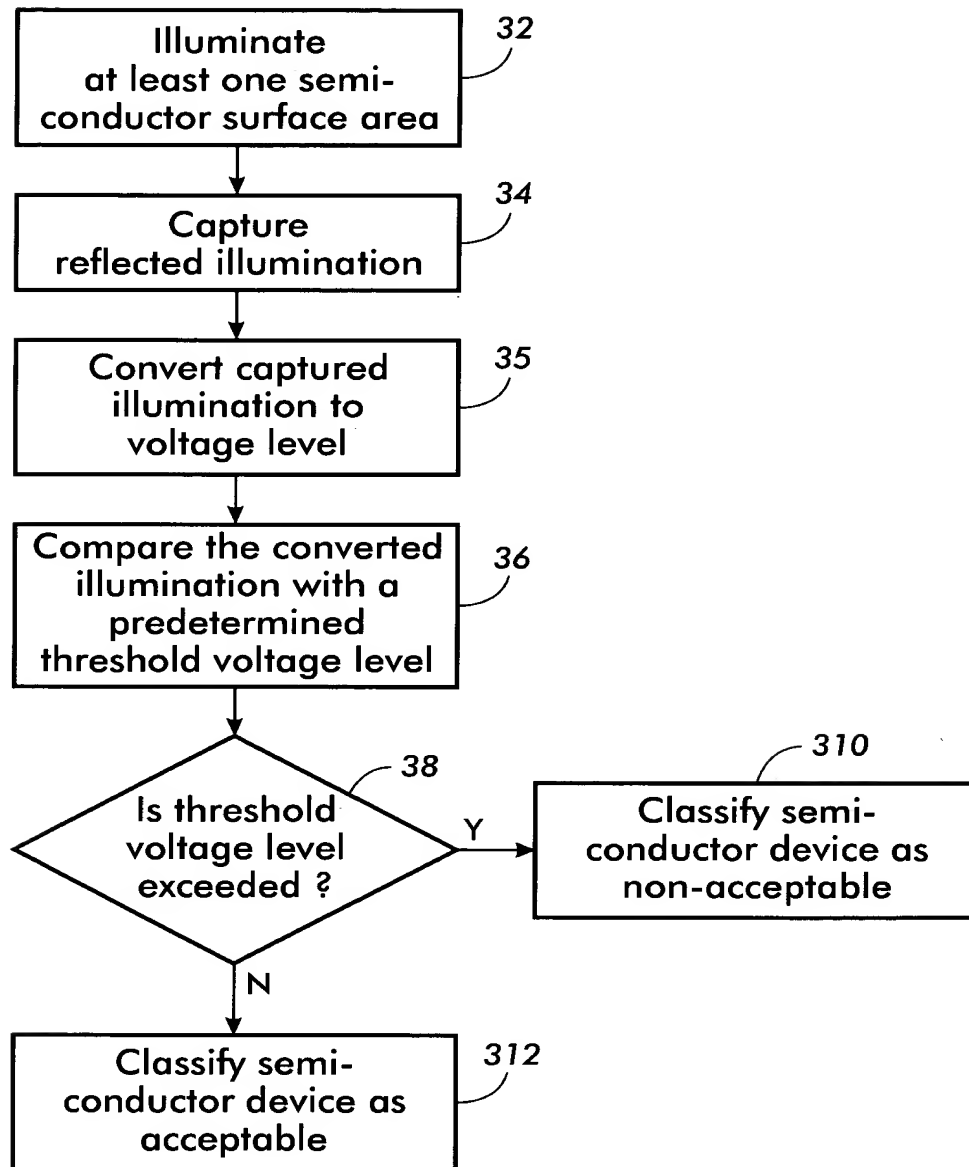 Illuminate
at least one semi-
conductor surface area
32
Capture
reflected illumination
34
Convert captured
illumination to
voltage level
35
Compare the converted
illumination with a
predetermined
threshold voltage level
36
Is threshold
voltage level
exceeded ?
38
Y
310
Classify semi-
conductor device as
non-acceptable
N
Classify semi-
conductor device as
acceptable
312